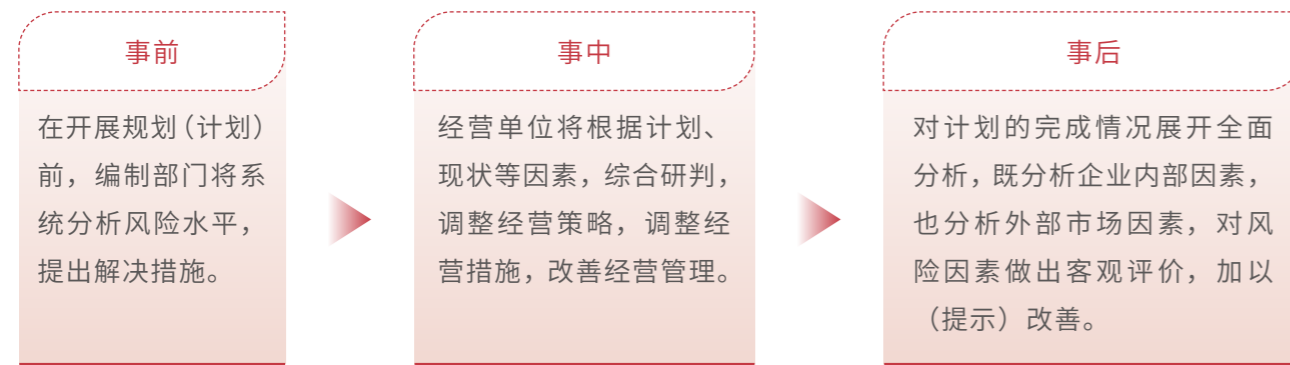 事前
在开展规划（计划）
前，编制部门将系
统分析风险水平，
提出解决措施。
事中
经营单位将根据计划、
现状等因素，综合研判，
调整经营策略，调整经
营措施，改善经营管理。
事后
对计划的完成情况展开全面
分析，既分析企业内部因素，
也分析外部市场因素，对风
险因素做出客观评价，加以
（提示）改善。